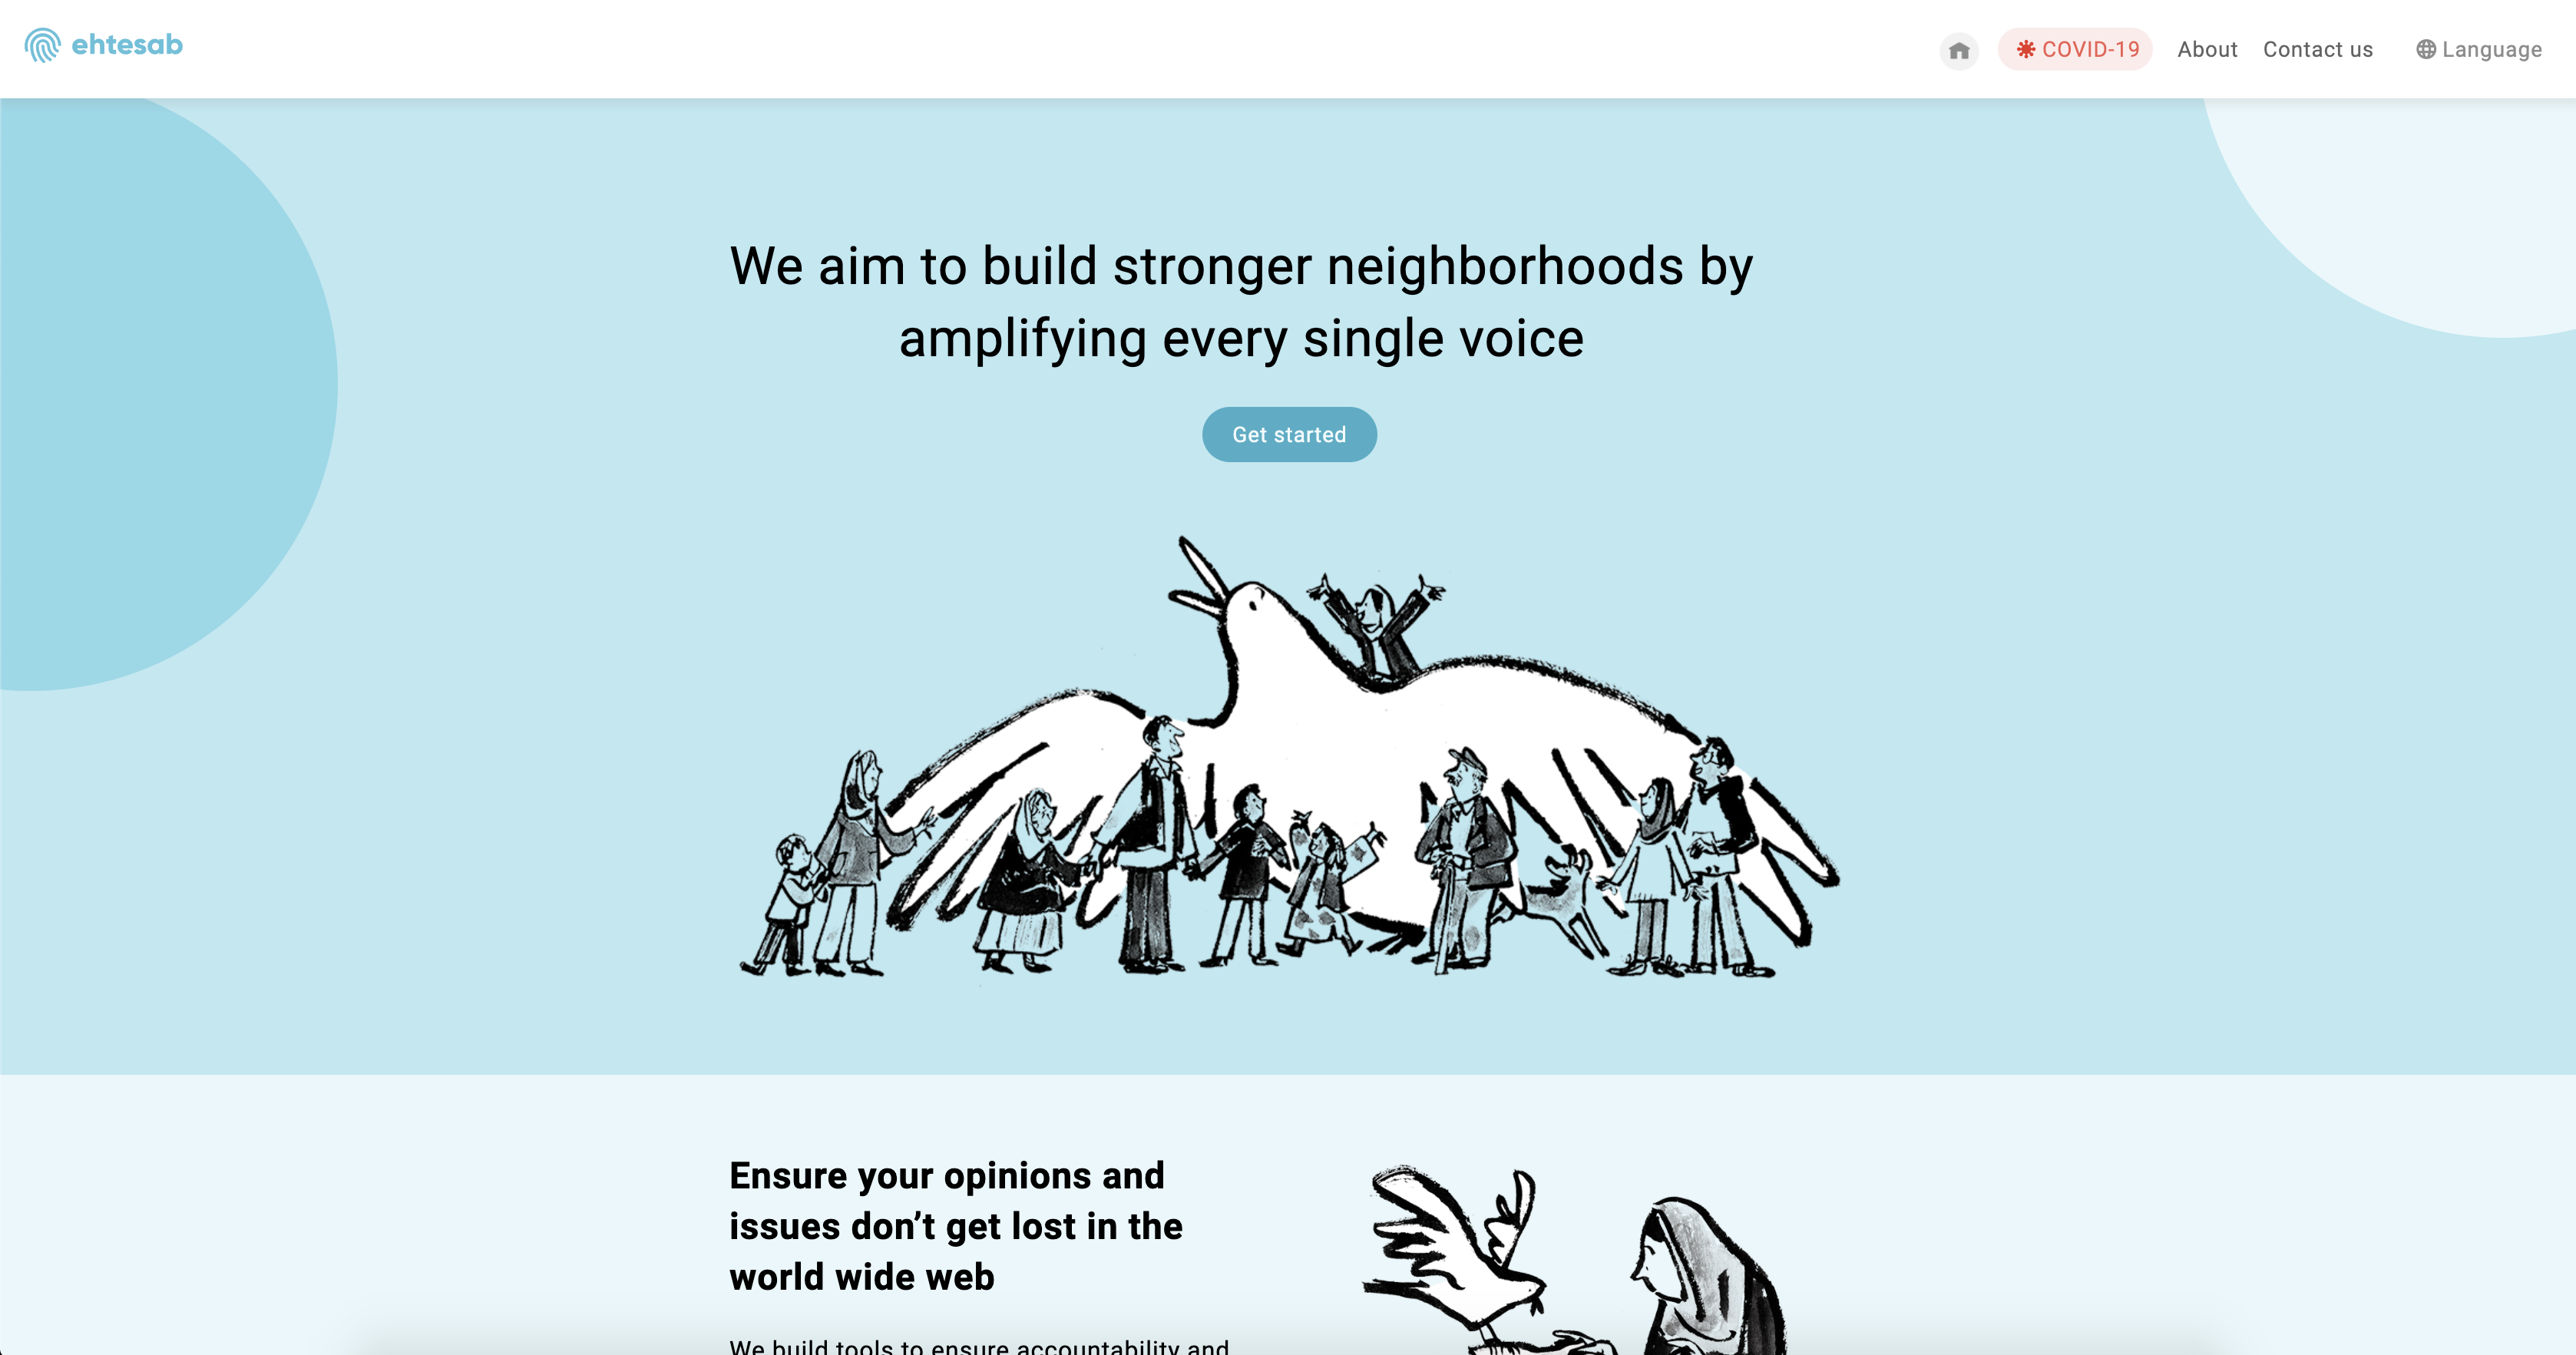 ehtesab
COVID-19
About
Contact us
Language
We aim to build stronger neighborhoods by
amplifying every single voice
Get started
Ensure your opinions and
issues don’t get lost in the
world wide web
We build tools to ensure accountability and